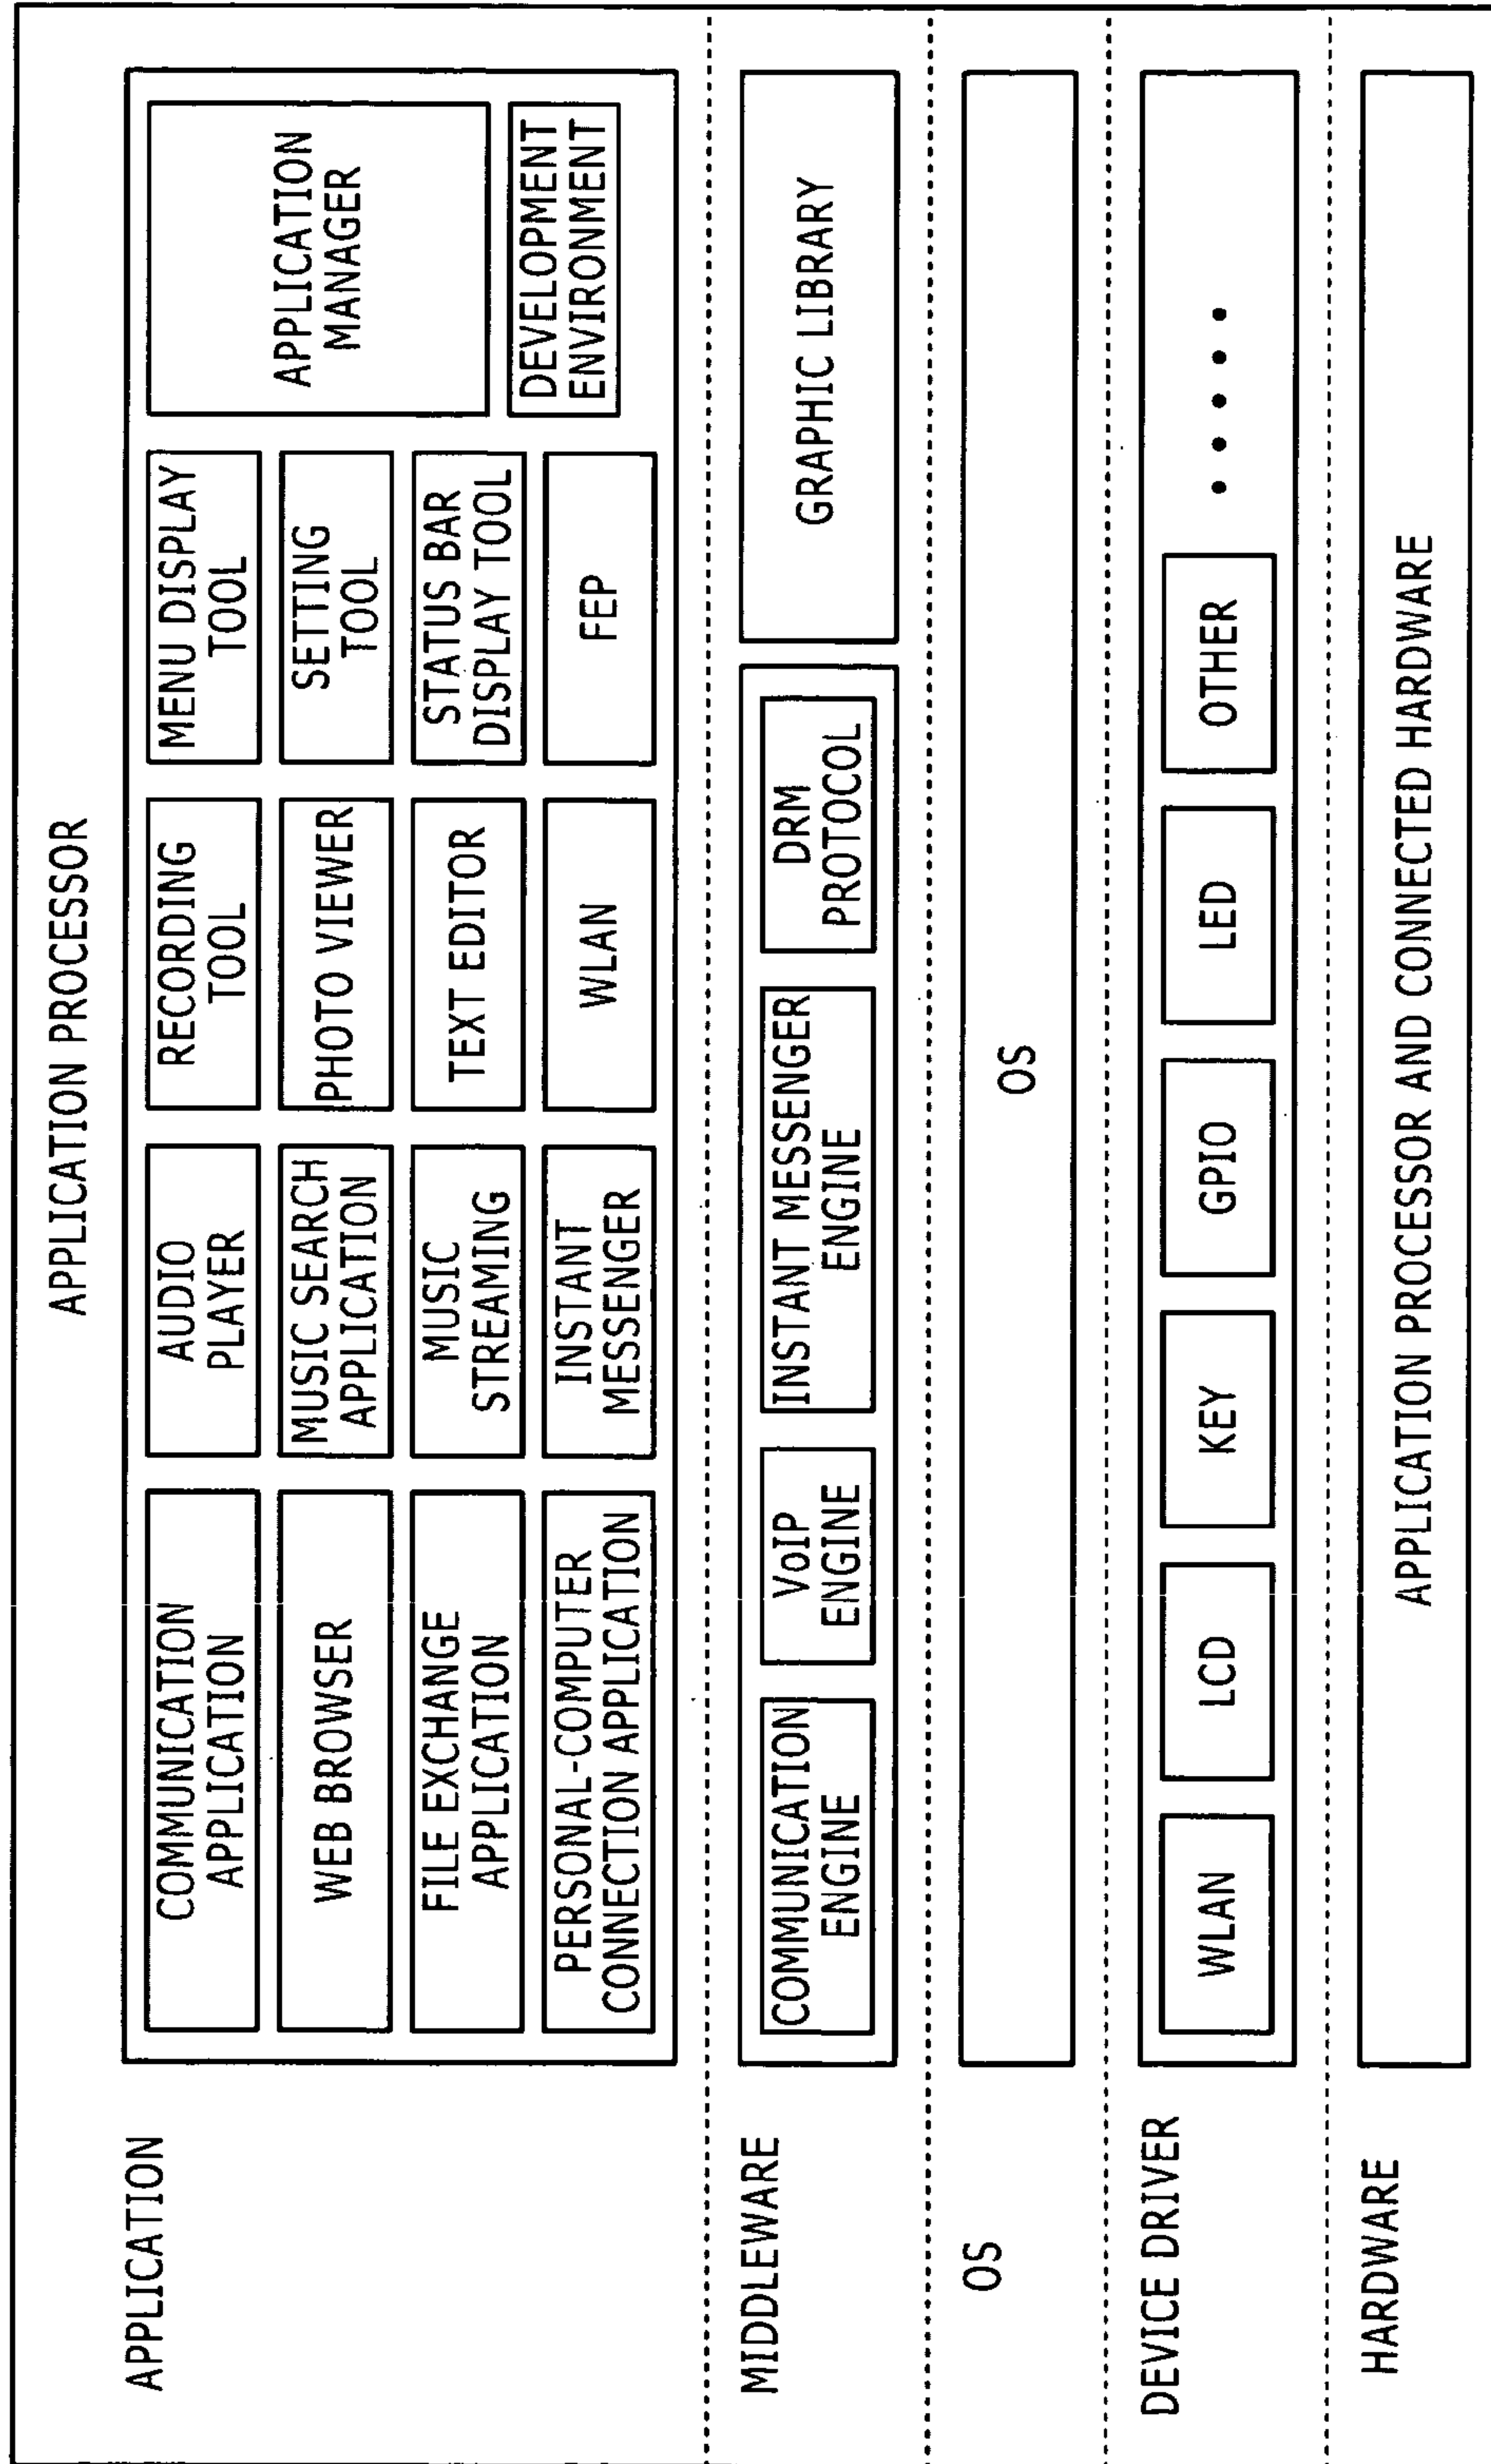 APPLICATION PROCESSOR
APPLICATION
COMMUNICATION
APPLICATION
AUDIO
PLAYER
RECORDING
TOOL
MENU DISPLAY
TOOL
APPLICATION
MANAGER
WEB BROWSER
MUSIC SEARCH
APPLICATION
PHOTO VIEWER
SETTING
TOOL
FILE EXCHANGE
APPLICATION
MUSIC
STREAMING
TEXT EDITOR
STATUS BAR
DISPLAY TOOL
DEVELOPMENT
ENVIRONMENT
PERSONAL-COMPUTER
CONNECTION APPLICATION
INSTANT
MESSENGER
WLAN
FEP
MIDDLEWARE
COMMUNICATION
ENGINE
VoIP
ENGINE
INSTANT MESSENGER
ENGINE
DRM
PROTOCOL
GRAPHIC LIBRARY
OS
OS
DEVICE DRIVER
WLAN
LCD
KEY
GPIO
LED
OTHER
• • • • •
HARDWARE
APPLICATION PROCESSOR AND CONNECTED HARDWARE